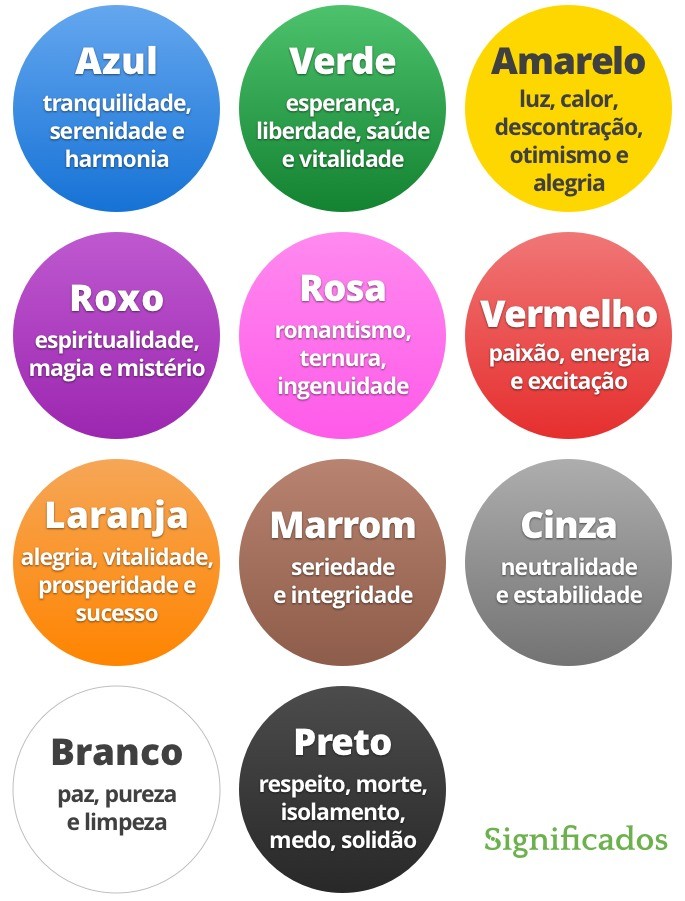 Azul
tranquilidade,
serenidade e
harmonia
Verde
esperança,
liberdade, saúde
e vitalidade
Amarelo
luz, calor,
descontração,
otimismo e
alegria
Roxo
espiritualidade,
magia e mistério
Rosa
romantismo,
ternura,
ingenuidade
Vermelho
paixão, energia
e excitação
Laranja
alegria, vitalidade,
prosperidade e
sucesso
Marrom
seriedade
e integridade
Cinza
neutralidade
e estabilidade
Branco
paz, pureza
e limpeza
Preto
respeito, morte,
isolamento,
medo, solidão
Significados